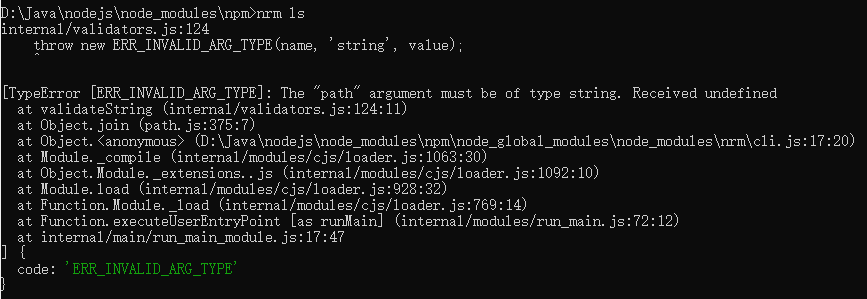 D:\Java\nodejs\node_modules\npm>nrm ls
internal/validators.js:124
    throw new ERR_INVALID_ARG_TYPE(name, 'string', value);
    ^

[TypeError [ERR_INVALID_ARG_TYPE]: The "path" argument must be of type string. Received undefined
  at validateString (internal/validators.js:124:11)
  at Object.join (path.js:375:7)
  at Object.<anonymous> (D:\Java\nodejs\node_modules\npm\node_global_modules\node_modules\nrm\cli.js:17:20)
  at Module._compile (internal/modules/cjs/loader.js:1063:30)
  at Object.Module._extensions..js (internal/modules/cjs/loader.js:1092:10)
  at Module.load (internal/modules/cjs/loader.js:928:32)
  at Function.Module._load (internal/modules/cjs/loader.js:769:14)
  at Function.executeUserEntryPoint [as runMain] (internal/modules/run_main.js:72:12)
  at internal/main/run_main_module.js:17:47
] {
  code: 'ERR_INVALID_ARG_TYPE'
}